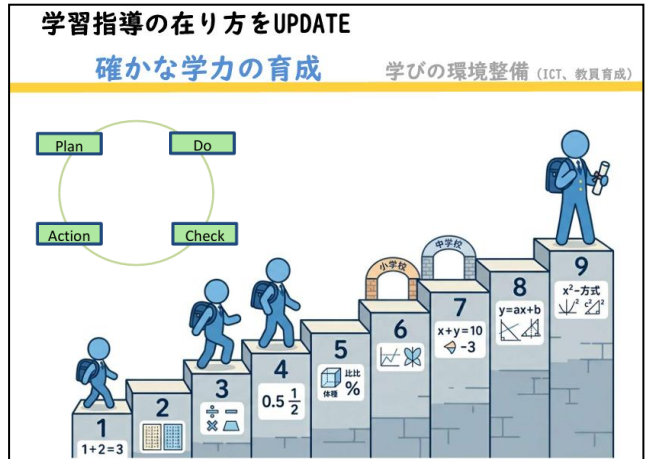 学習指導の在り方をUPDATE
確かな学力の育成
学びの環境整備（ICT、教員育成）
Plan
Do
Action
Check
小学校
中学校
1
1+2=3
2
3
÷ −
× 
4
0.5 1/2
5
体種
比比
%
6
7
x+y=10
-3
8
y=ax+b
9
x²-方式